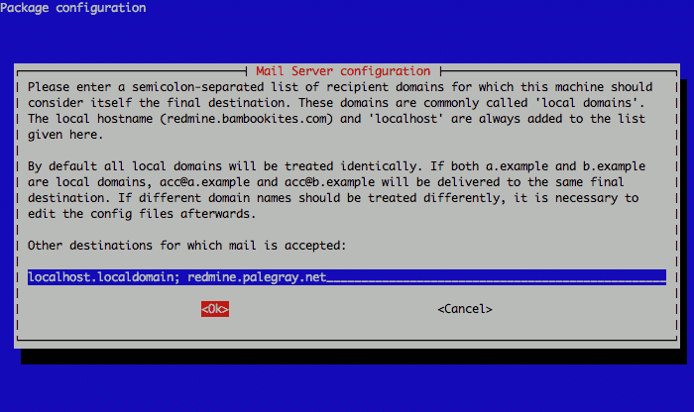 Package configuration
Mail Server configuration
Please enter a semicolon-separated list of recipient domains for which this machine should
consider itself the final destination. These domains are commonly called 'local domains'.
The local hostname (redmine.bambookites.com) and 'localhost' are always added to the list
given here.
By default all local domains will be treated identically. If both a.example and b.example
are local domains, acc@a.example and acc@b.example will be delivered to the same final
destination. If different domain names should be treated differently, it is necessary to
edit the config files afterwards.
Other destinations for which mail is accepted:
localhost.localdomain; redmine.palegray.net
<Ok> <Cancel>